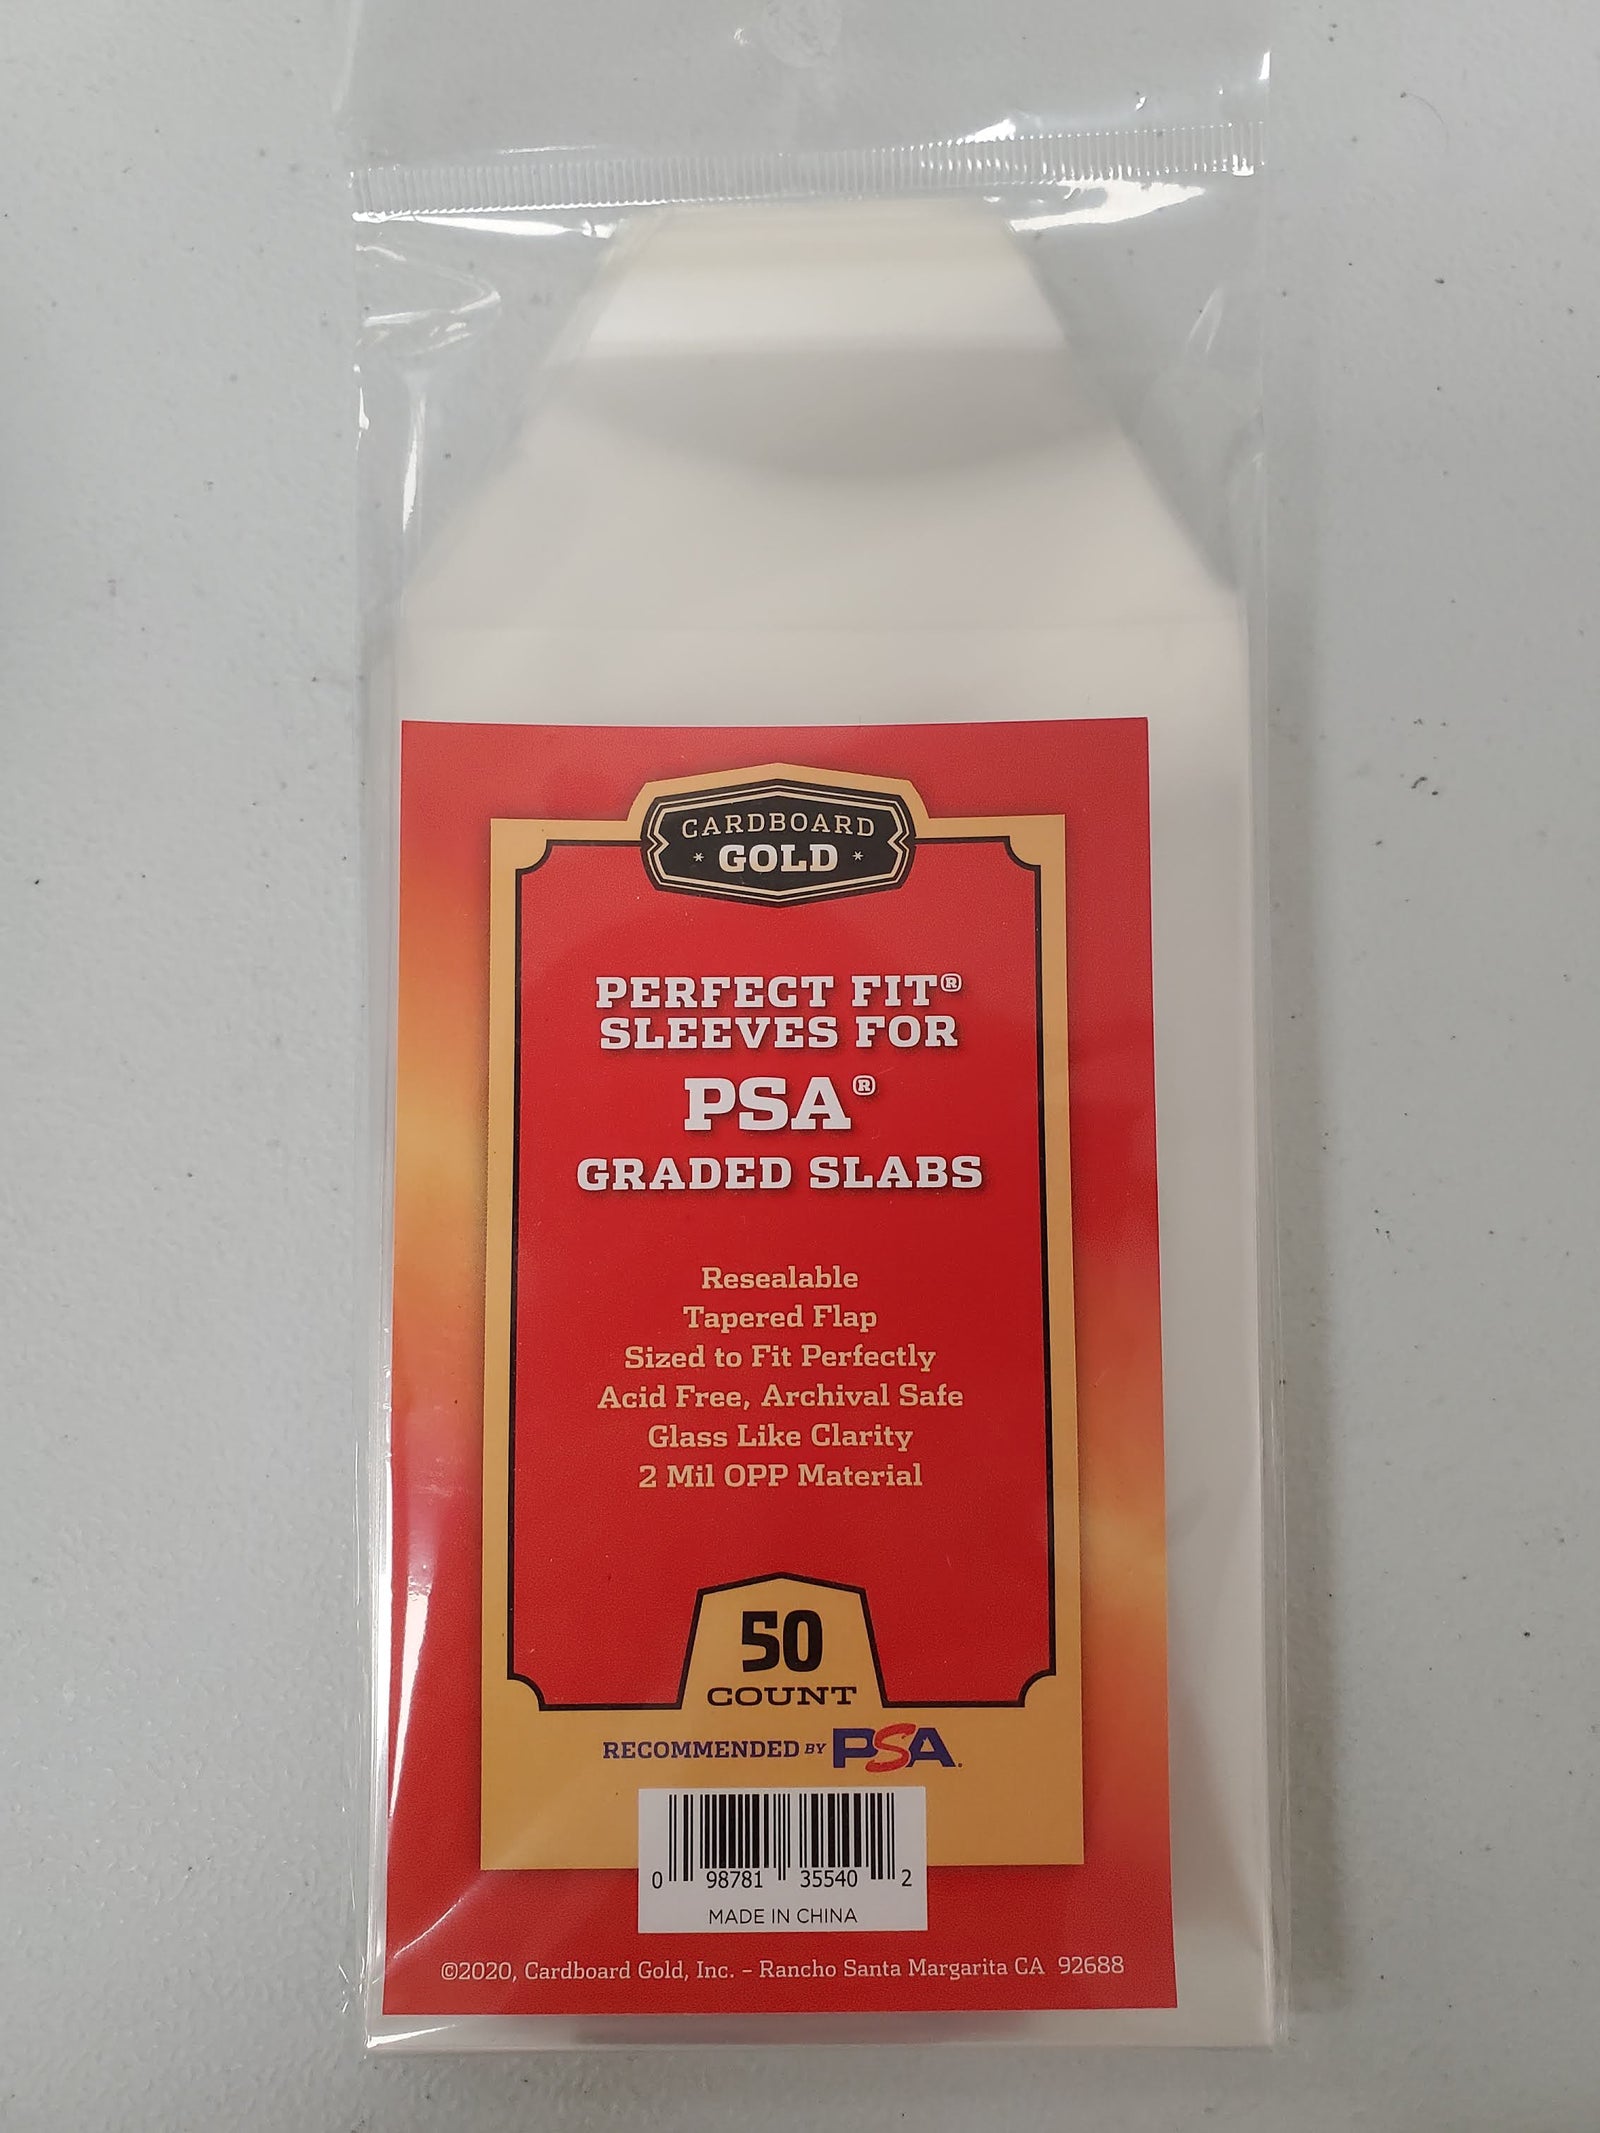 CARDBOARD
* GOLD *
PERFECT FIT®
SLEEVES FOR
PSA®
GRADED SLABS
Resealable
Tapered Flap
Sized to Fit Perfectly
Acid Free, Archival Safe
Glass Like Clarity
2 Mil OPP Material
50
COUNT
RECOMMENDED BY PSA.
0 98781 35540 2
MADE IN CHINA
©2020, Cardboard Gold, Inc. – Rancho Santa Margarita CA 92688